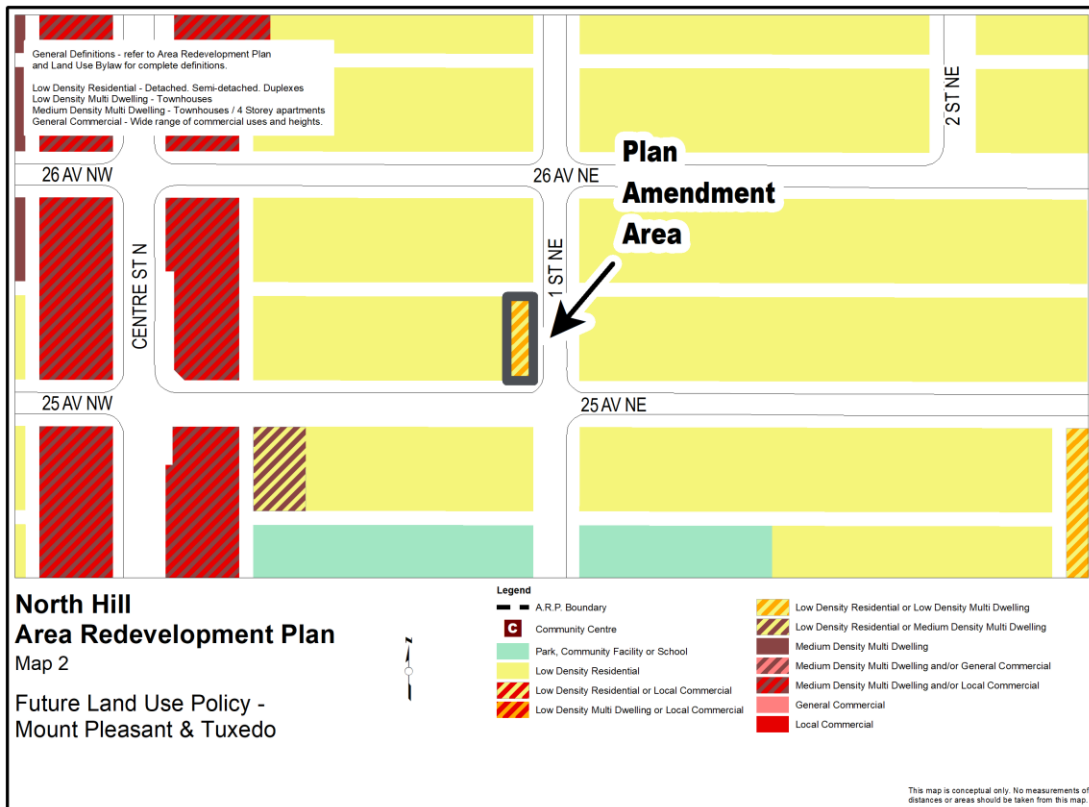 General Definitions - refer to Area Redevelopment Plan
and Land Use Bylaw for complete definitions.
Low Density Residential - Detached. Semi-detached. Duplexes
Low Density Multi Dwelling - Townhouses
Medium Density Multi Dwelling - Townhouses / 4 Storey apartments
General Commercial - Wide range of commercial uses and heights.
2 ST NE
26 AV NW
26 AV NE
Plan
Amendment
Area
CENTRE ST N
1 ST NE
25 AV NW
25 AV NE
North Hill
Area Redevelopment Plan
Map 2
Future Land Use Policy -
Mount Pleasant & Tuxedo
N
Legend
A.R.P. Boundary
C
Community Centre
Park, Community Facility or School
Low Density Residential
Low Density Residential or Local Commercial
Low Density Multi Dwelling or Local Commercial
Low Density Residential or Low Density Multi Dwelling
Low Density Residential or Medium Density Multi Dwelling
Medium Density Multi Dwelling
Medium Density Multi Dwelling and/or General Commercial
Medium Density Multi Dwelling and/or Local Commercial
General Commercial
Local Commercial
This map is conceptual only. No measurements of
distances or areas should be taken from this map.